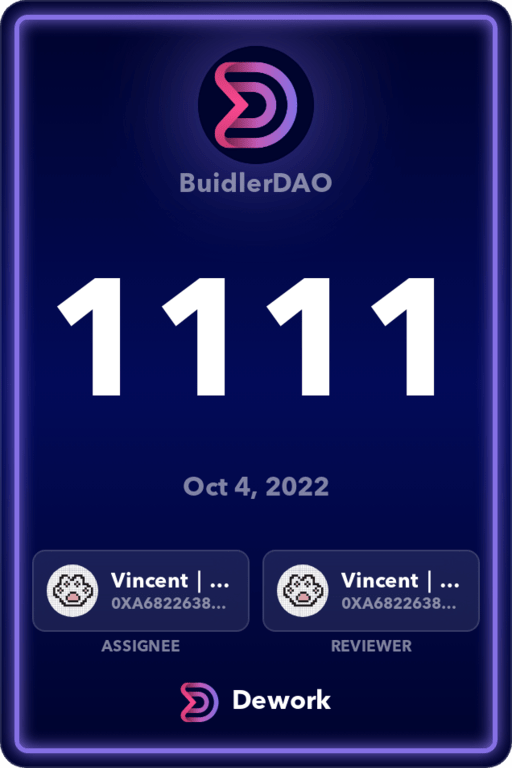 BuidlerDAO
1111
Oct 4, 2022
Vincent | ...
0XA6822638...
ASSIGNEE
Vincent | ...
0XA6822638...
REVIEWER
Dework